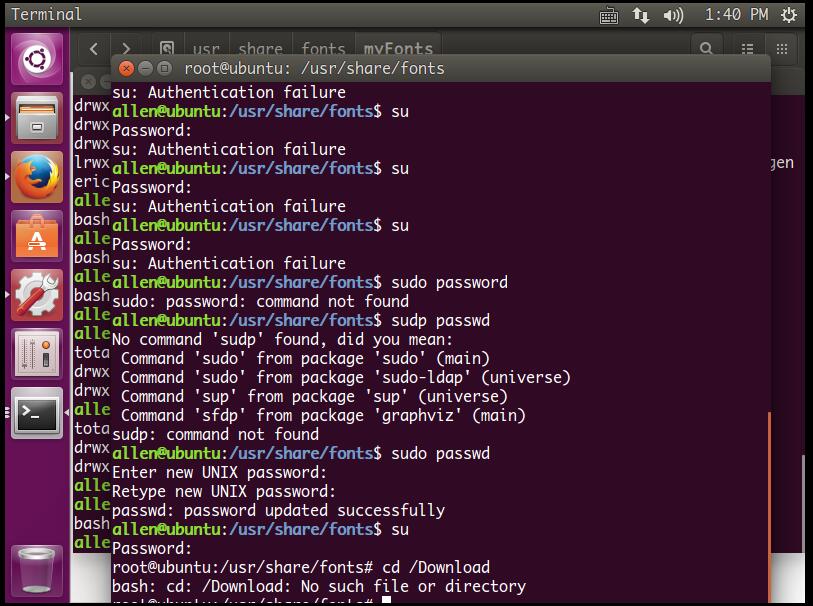 Terminal
1:40 PM
usr share fonts myFonts
root@ubuntu: /usr/share/fonts
su: Authentication failure
allen@ubuntu:/usr/share/fonts$ su
Password:
su: Authentication failure
allen@ubuntu:/usr/share/fonts$ su
Password:
su: Authentication failure
allen@ubuntu:/usr/share/fonts$ su
Password:
su: Authentication failure
allen@ubuntu:/usr/share/fonts$ sudo password
sudo: password: command not found
allen@ubuntu:/usr/share/fonts$ sudp passwd
No command 'sudp' found, did you mean:
 Command 'sudo' from package 'sudo' (main)
 Command 'sudo' from package 'sudo-ldap' (universe)
 Command 'sup' from package 'sup' (universe)
 Command 'sfdp' from package 'graphviz' (main)
sudp: command not found
allen@ubuntu:/usr/share/fonts$ sudo passwd
Enter new UNIX password:
Retype new UNIX password:
passwd: password updated successfully
allen@ubuntu:/usr/share/fonts$ su
Password:
root@ubuntu:/usr/share/fonts# cd /Download
bash: cd: /Download: No such file or directory
root@ubuntu:/usr/share/fonts#
drwx
drwx
drwx
lrwx
eric
alle
bash
alle
bash
alle
bash
alle
alle
tota
drwx
drwx
alle
tota
drwx
drwx
alle
alle
bash
alle
gen